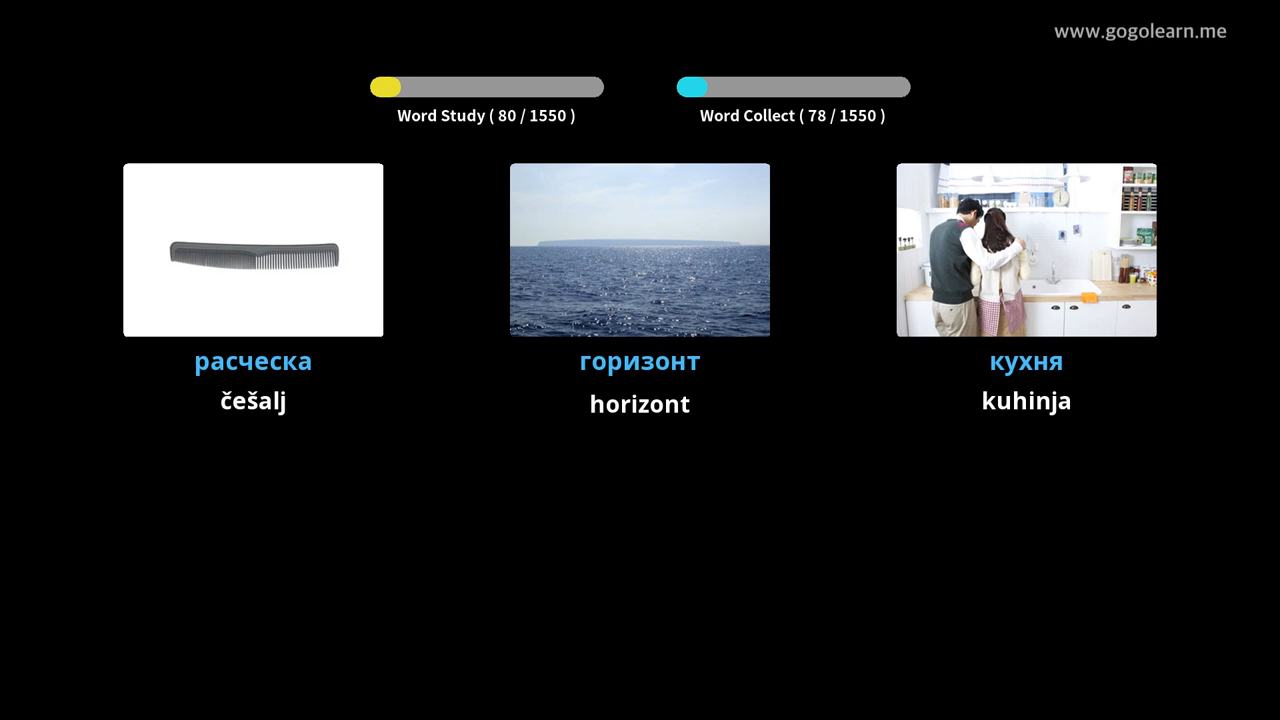 www.gogolearn.me
Word Study ( 80 / 1550 )
Word Collect ( 78 / 1550 )
расческа
горизонт
кухня
češalj
horizont
kuhinja